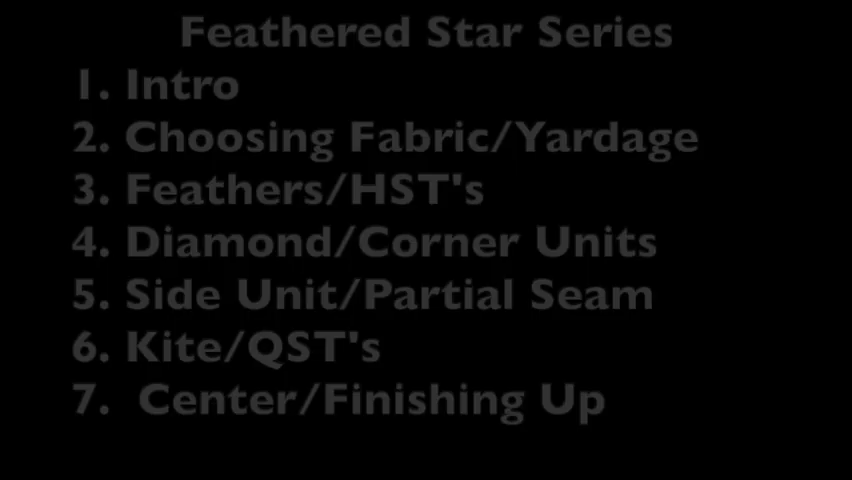 Feathered Star Series
1. Intro
2. Choosing Fabric/Yardage
3. Feathers/HST's
4. Diamond/Corner Units
5. Side Unit/Partial Seam
6. Kite/QST's
7. Center/Finishing Up